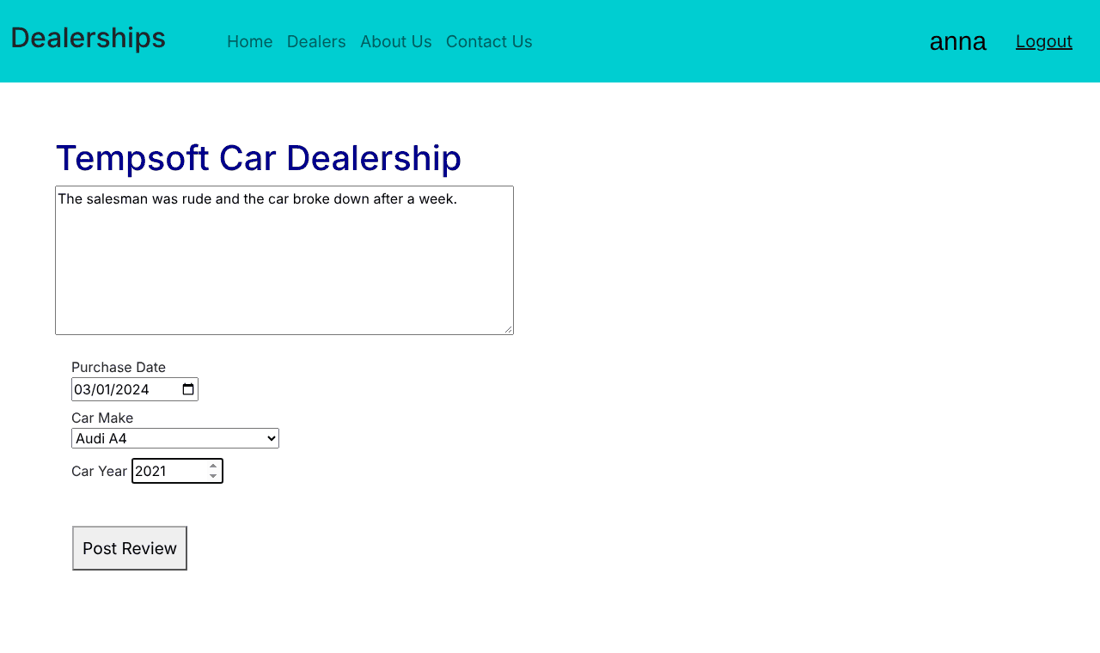 Dealerships Home Dealers About Us Contact Us anna Logout
Tempsoft Car Dealership
The salesman was rude and the car broke down after a week.
Purchase Date
03/01/2024
Car Make
Audi A4
Car Year 2021
Post Review